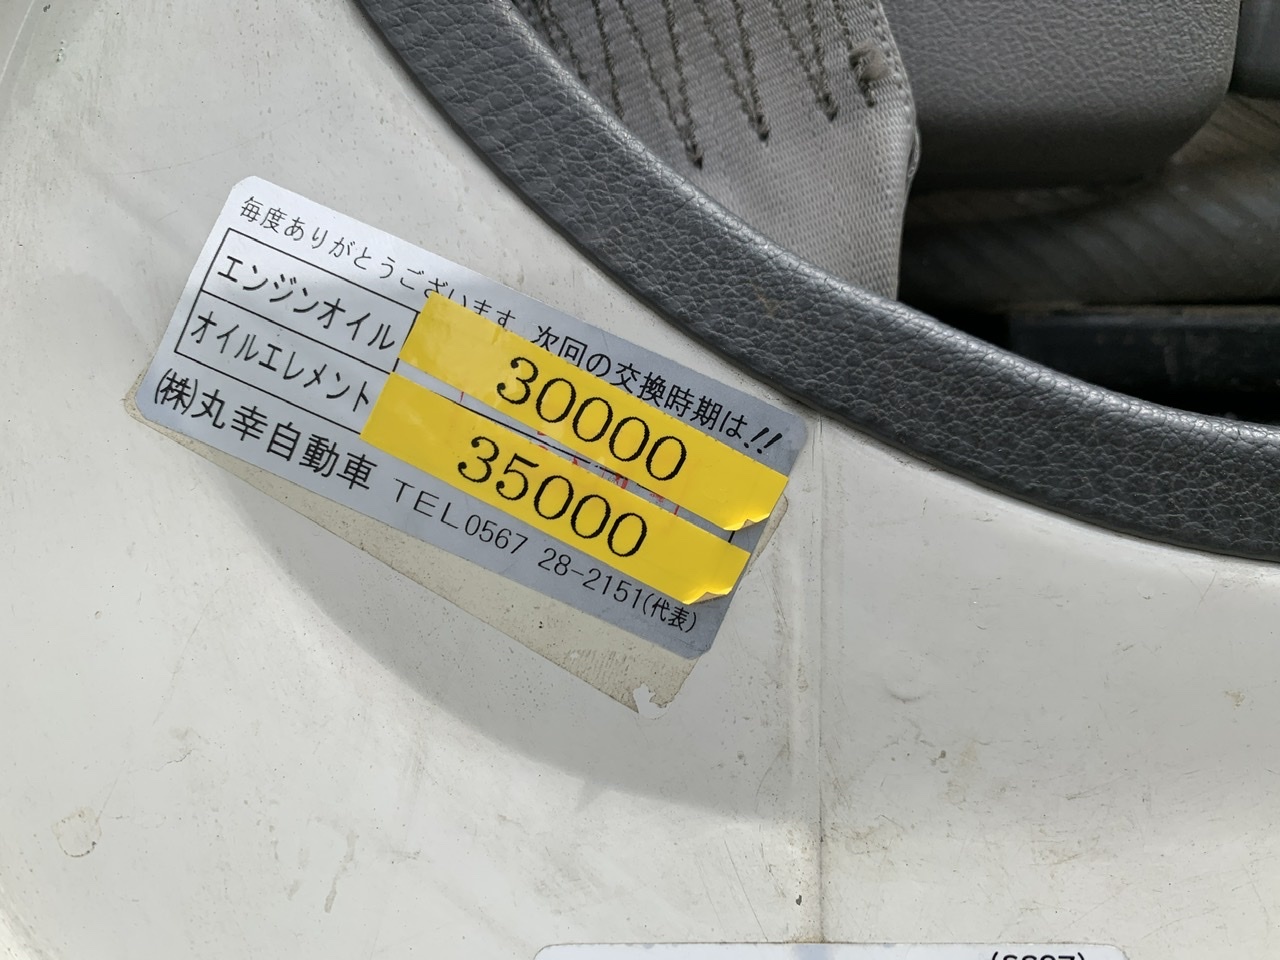 毎度ありがとうございます 次回の交換時期は!!
エンジンオイル 30000
オイルエレメント 35000
(株)丸幸自動車 TEL0567 28-2151(代表)